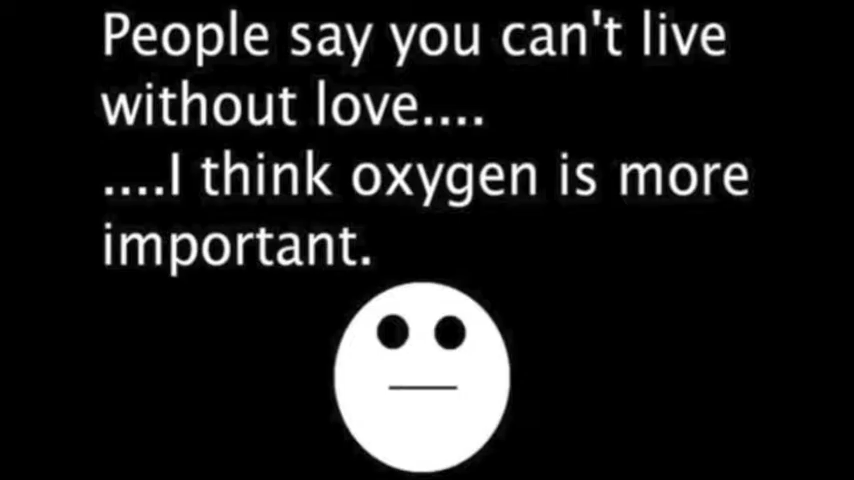 People say you can't live
without love....
....I think oxygen is more
important.